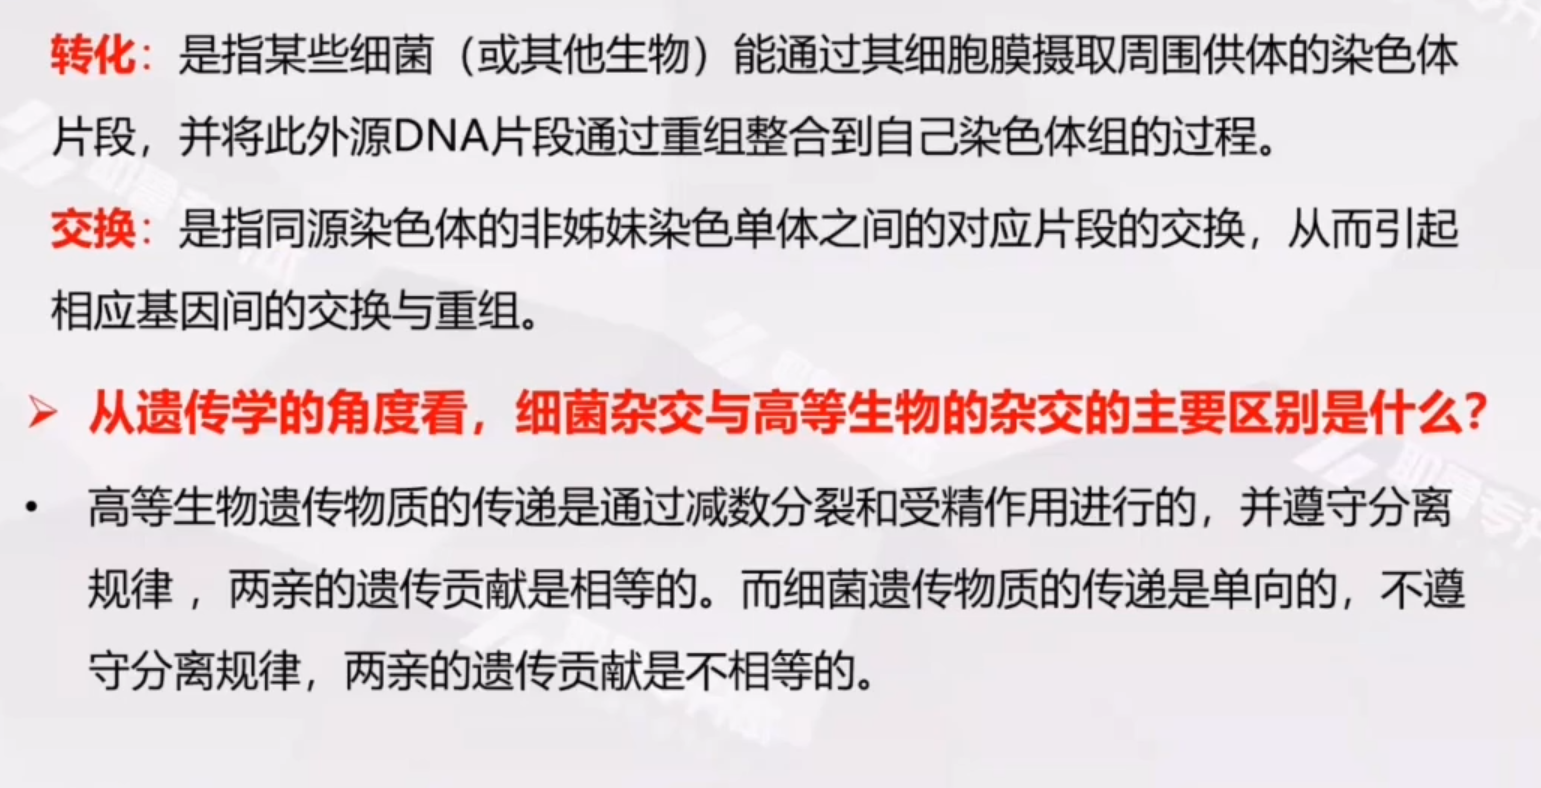 转化：是指某些细菌（或其他生物）能通过其细胞膜摄取周围供体的染色体
片段，并将此外源DNA片段通过重组整合到自己染色体组的过程。
交换：是指同源染色体的非姊妹染色单体之间的对应片段的交换，从而引起
相应基因间的交换与重组。
➢ 从遗传学的角度看，细菌杂交与高等生物的杂交的主要区别是什么？
• 高等生物遗传物质的传递是通过减数分裂和受精作用进行的，并遵守分离
规律 ，两亲的遗传贡献是相等的。而细菌遗传物质的传递是单向的，不遵
守分离规律，两亲的遗传贡献是不相等的。